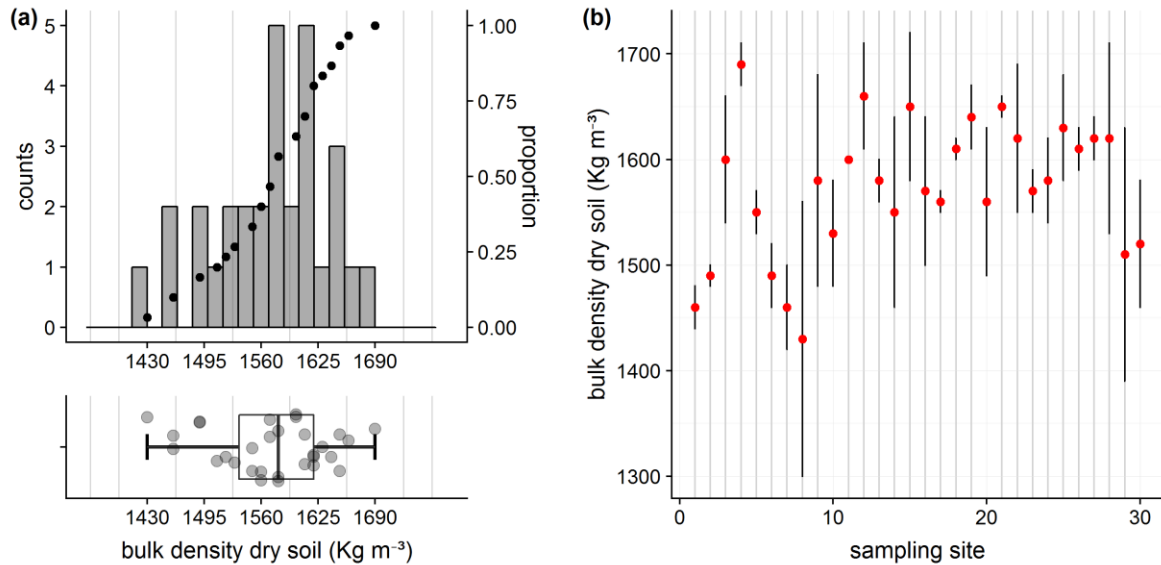 (a)
5
4
3
2
1
0
counts
1.00
0.75
0.50
0.25
0.00
proportion
1430 1495 1560 1625 1690
1430 1495 1560 1625 1690
bulk density dry soil (Kg m⁻³)
(b)
1700
1600
1500
1400
1300
bulk density dry soil (Kg m⁻³)
0 10 20 30
sampling site